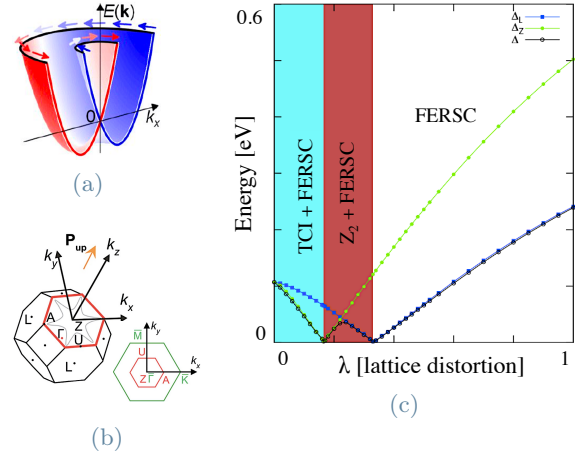 E(k)
0
k_x
(a)
P_up
k_y
k_z
k_x
A
Z
Γ
U
L
L
k_y
M̅
U
k_x
Z Γ̅ A K̅
(b)
0.6
Δ_L
Δ_Z
Λ
FERSC
Energy [eV]
TCI + FERSC
Z_2 + FERSC
0
0 1
λ [lattice distortion]
(c)